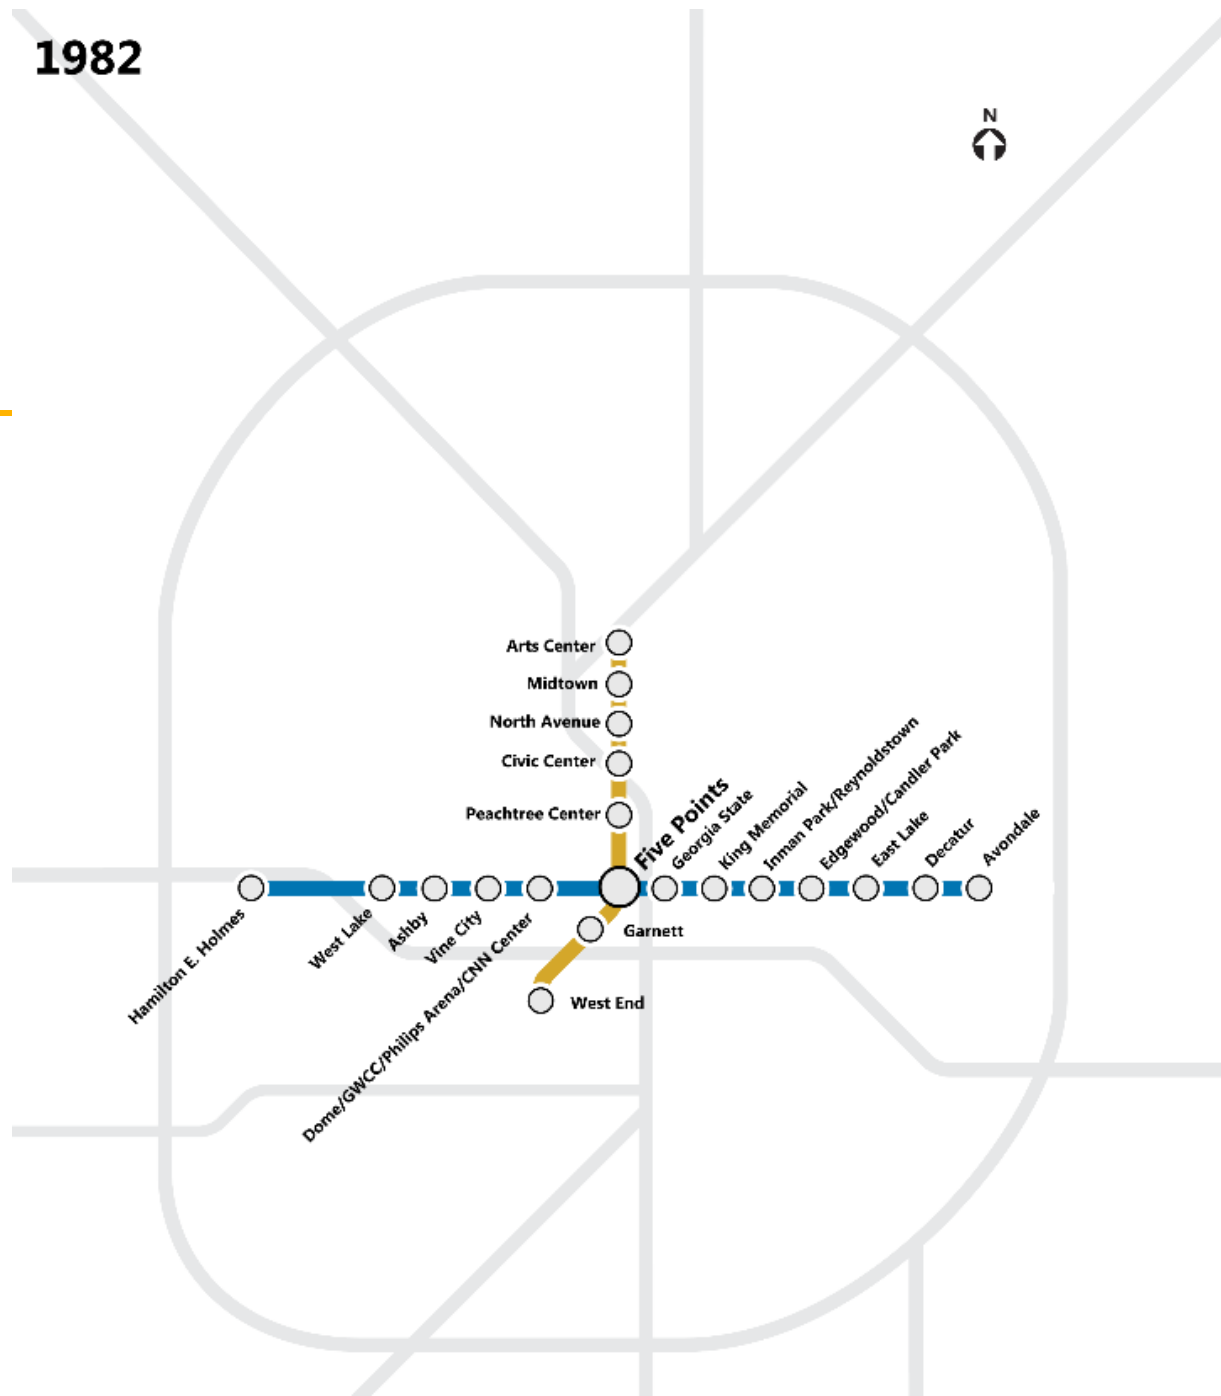 1982
N
Arts Center
Midtown
North Avenue
Civic Center
Peachtree Center
Five Points
Georgia State
King Memorial
Inman Park/Reynoldstown
Edgewood/Candler Park
East Lake
Decatur
Avondale
Hamilton E. Holmes
West Lake
Ashby
Vine City
Dome/GWCC/Philips Arena/CNN Center
Garnett
West End